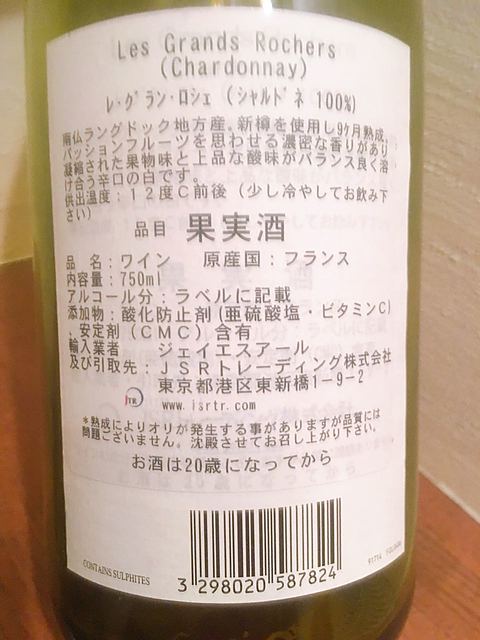 Les Grands Rochers
(Chardonnay)
レ・グラン・ロシェ (シャルドネ 100%)
南仏ラングドック地方産。新樽を使用し9ケ月熟成。
パッションフルーツを思わせる濃密な香りがあり
凝縮された果物味と上品な酸味がバランス良く溶
け合う辛口の白です。
供出温度：12度C前後（少し冷やしてお飲み下
さい）
品目 果実酒
品 名：ワイン 原産国：フランス
内容量：750ml
アルコール分：ラベルに記載
添加物：酸化防止剤(亜硫酸塩・ビタミンC)
、安定剤（CMC）含有
輸入業者 ジェイエスアール
及び引取先：JSRトレーディング株式会社
東京都港区東新橋1-9-2
JTR www.jsrtr.com
*熟成によりオリが発生する事がありますが品質には
問題ございません。沈殿させてお召し上がり下さい。
お酒は20歳になってから
CONTAINS SULPHITES
3 298020 587824